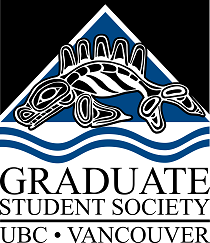 GRADUATE
STUDENT SOCIETY
UBC • VANCOUVER